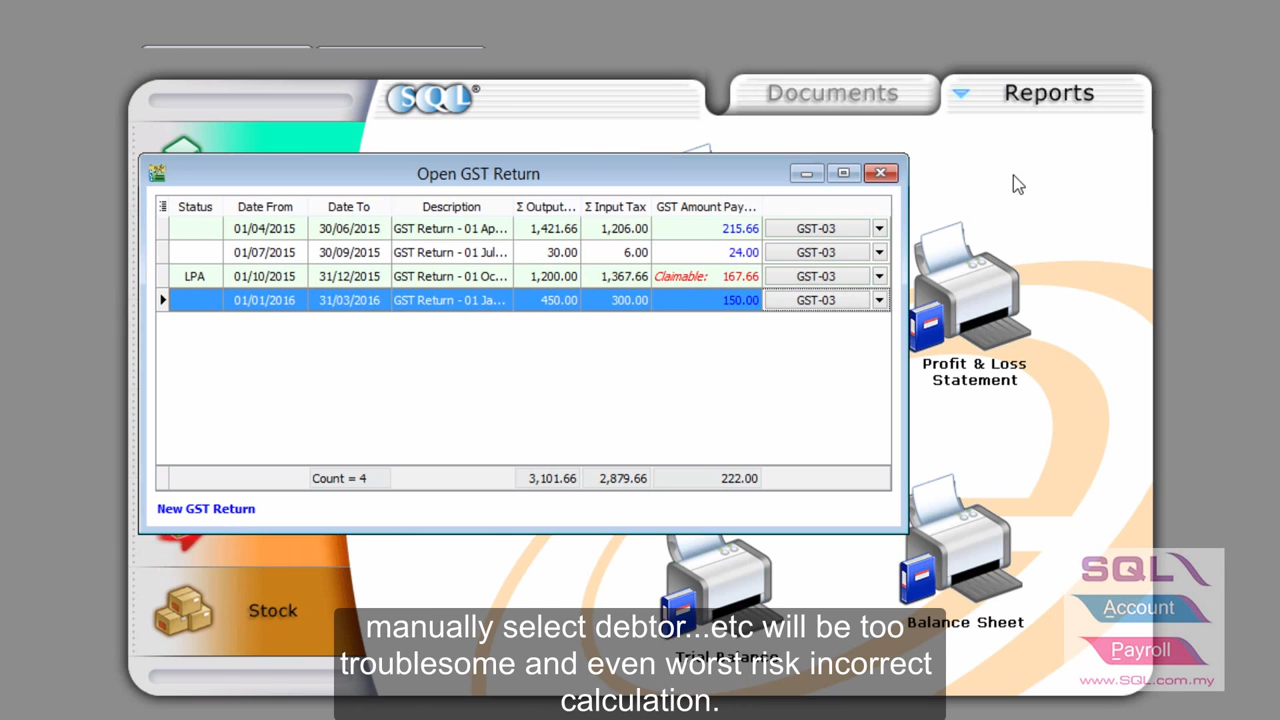 SQL®
Documents
Reports
Open GST Return
Status Date From Date To Description Σ Output... Σ Input Tax GST Amount Pay...
01/04/2015 30/06/2015 GST Return - 01 Ap... 1,421.66 1,206.00 215.66 GST-03
01/07/2015 30/09/2015 GST Return - 01 Jul... 30.00 6.00 24.00 GST-03
LPA 01/10/2015 31/12/2015 GST Return - 01 Oc... 1,200.00 1,367.66 Claimable: 167.66 GST-03
01/01/2016 31/03/2016 GST Return - 01 Ja... 450.00 300.00 150.00 GST-03
Count = 4 3,101.66 2,879.66 222.00
New GST Return
Profit & Loss
Statement
Stock
Trial Balance
Balance Sheet
SQL
Account
Payroll
www.SQL.com.my
manually select debtor...etc will be too
troublesome and even worst risk incorrect
calculation.